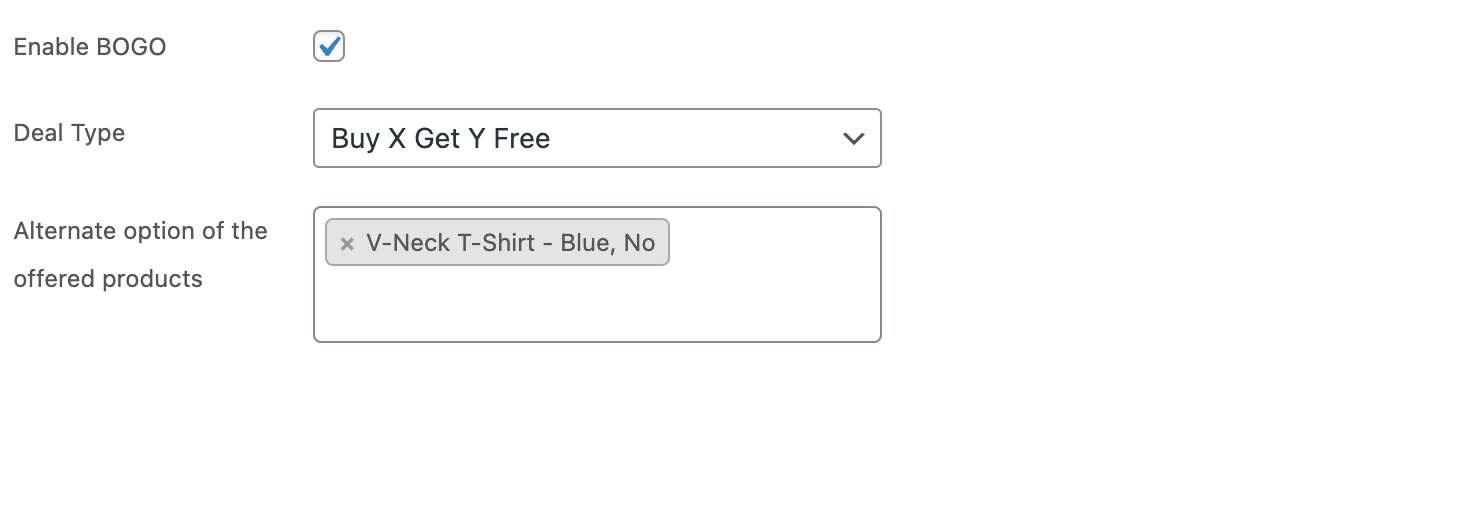 Enable BOGO
Deal Type
Buy X Get Y Free
Alternate option of the
offered products
× V-Neck T-Shirt - Blue, No